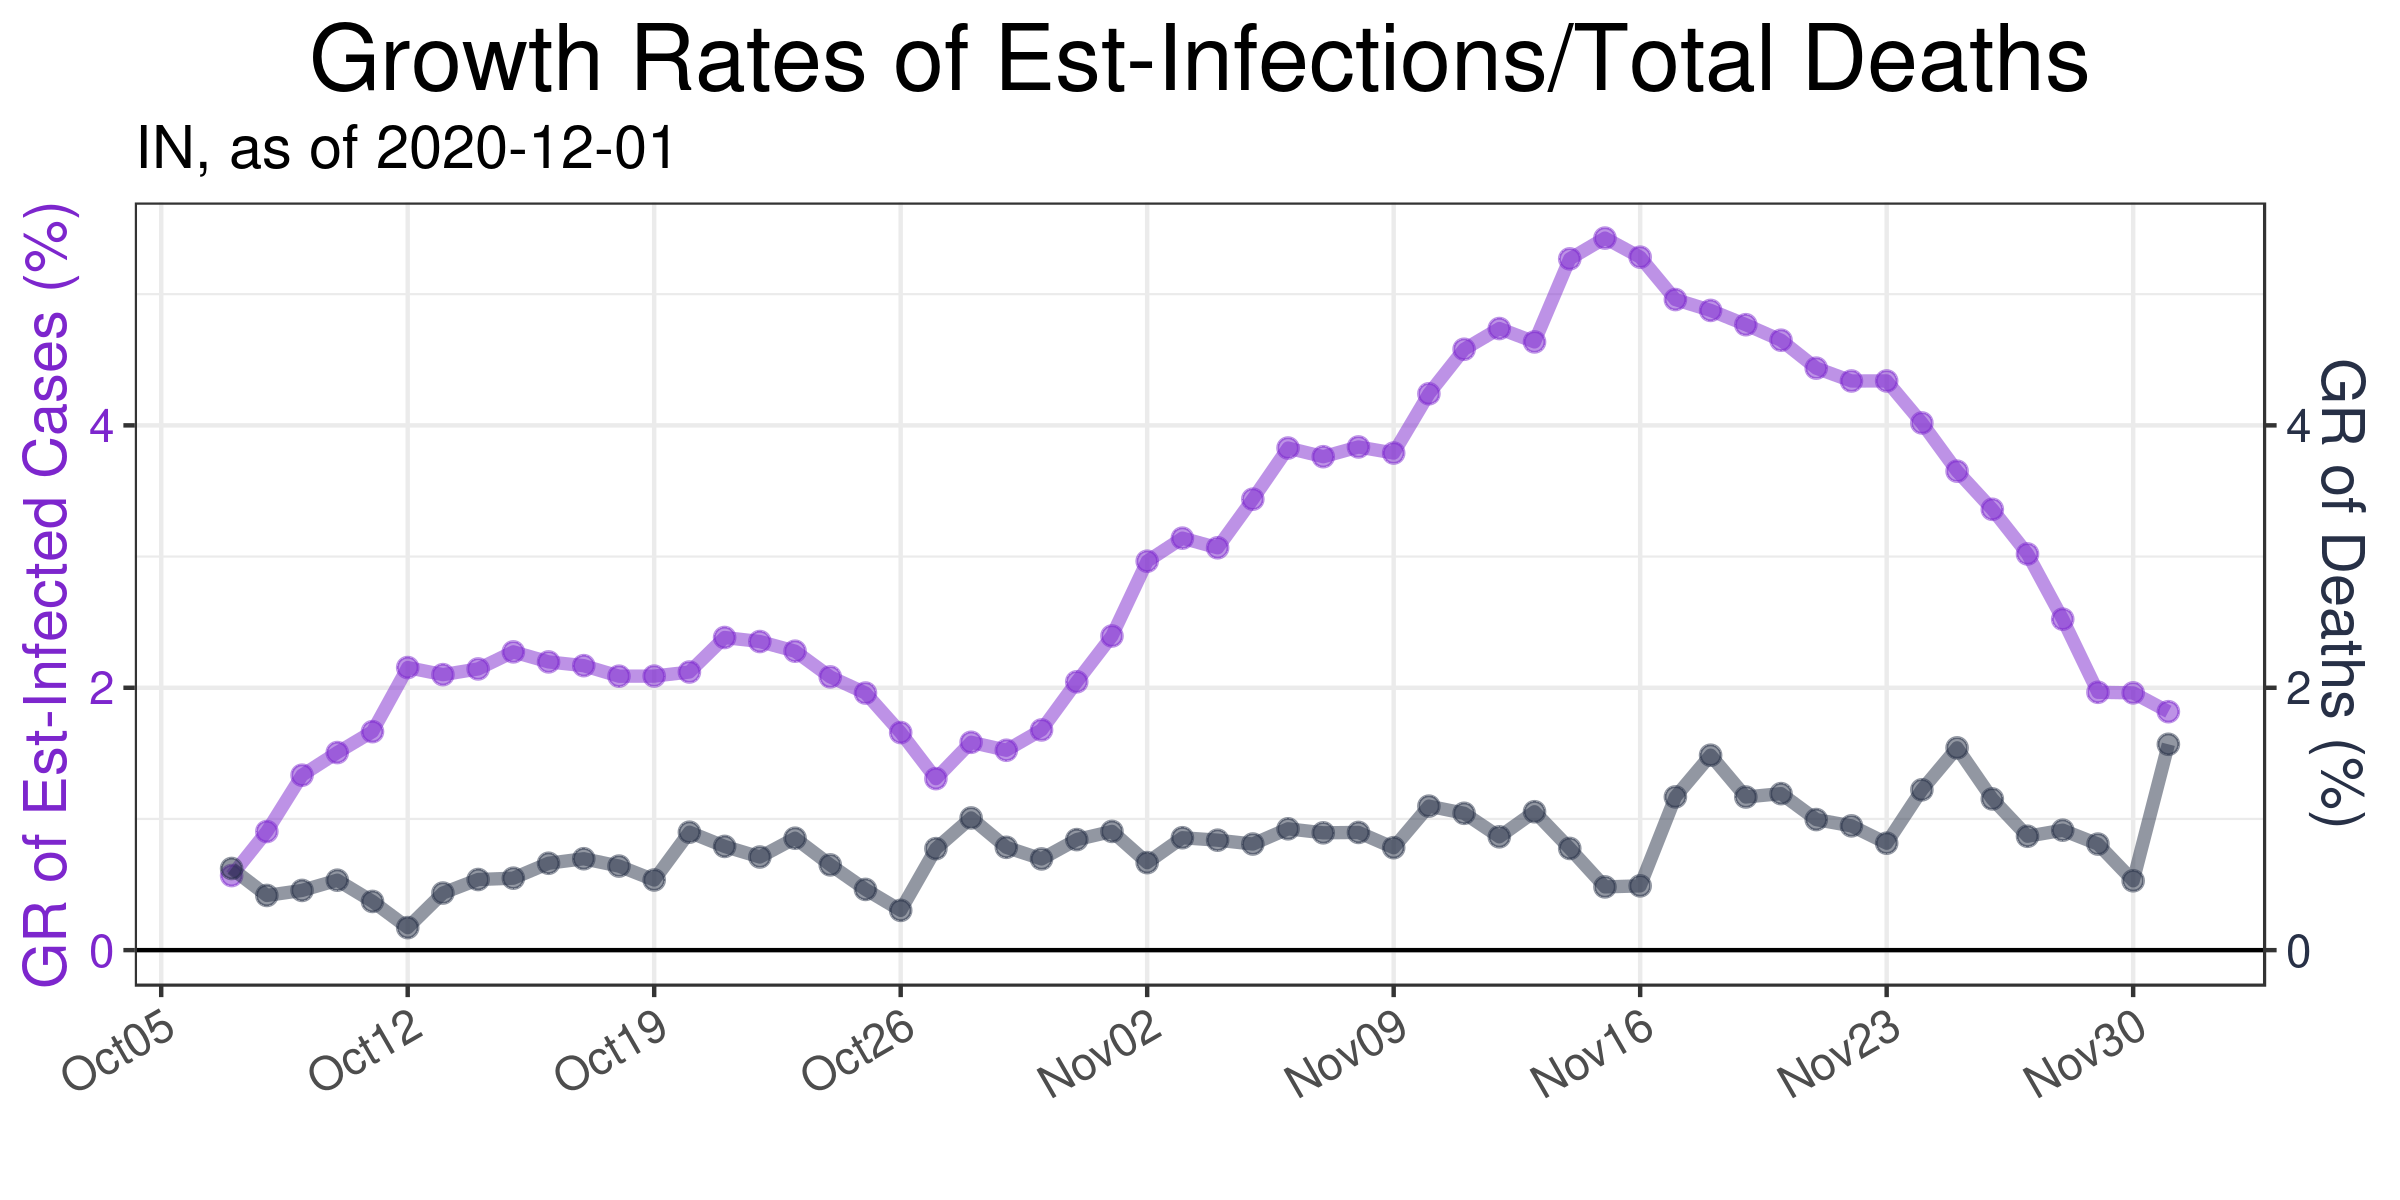 Growth Rates of Est-Infections/Total Deaths
IN, as of 2020-12-01
GR of Est-Infected Cases (%)
4
2
0
4
2
0
GR of Deaths (%)
Oct05
Oct12
Oct19
Oct26
Nov02
Nov09
Nov16
Nov23
Nov30